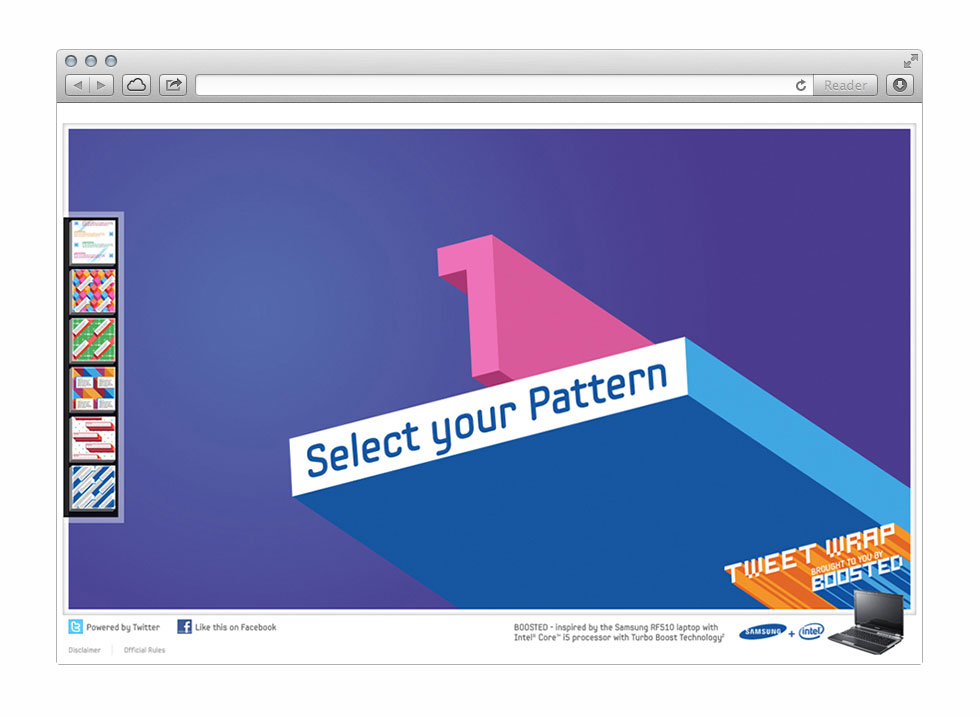 Reader
1
Select your Pattern
TWEET WRAP
BROUGHT TO YOU BY
BOOSTED
Powered by Twitter
Like this on Facebook
BOOSTED - inspired by the Samsung RF510 laptop with
Intel® Core™ i5 processor with Turbo Boost Technology²
SAMSUNG + intel
Disclaimer | Official Rules